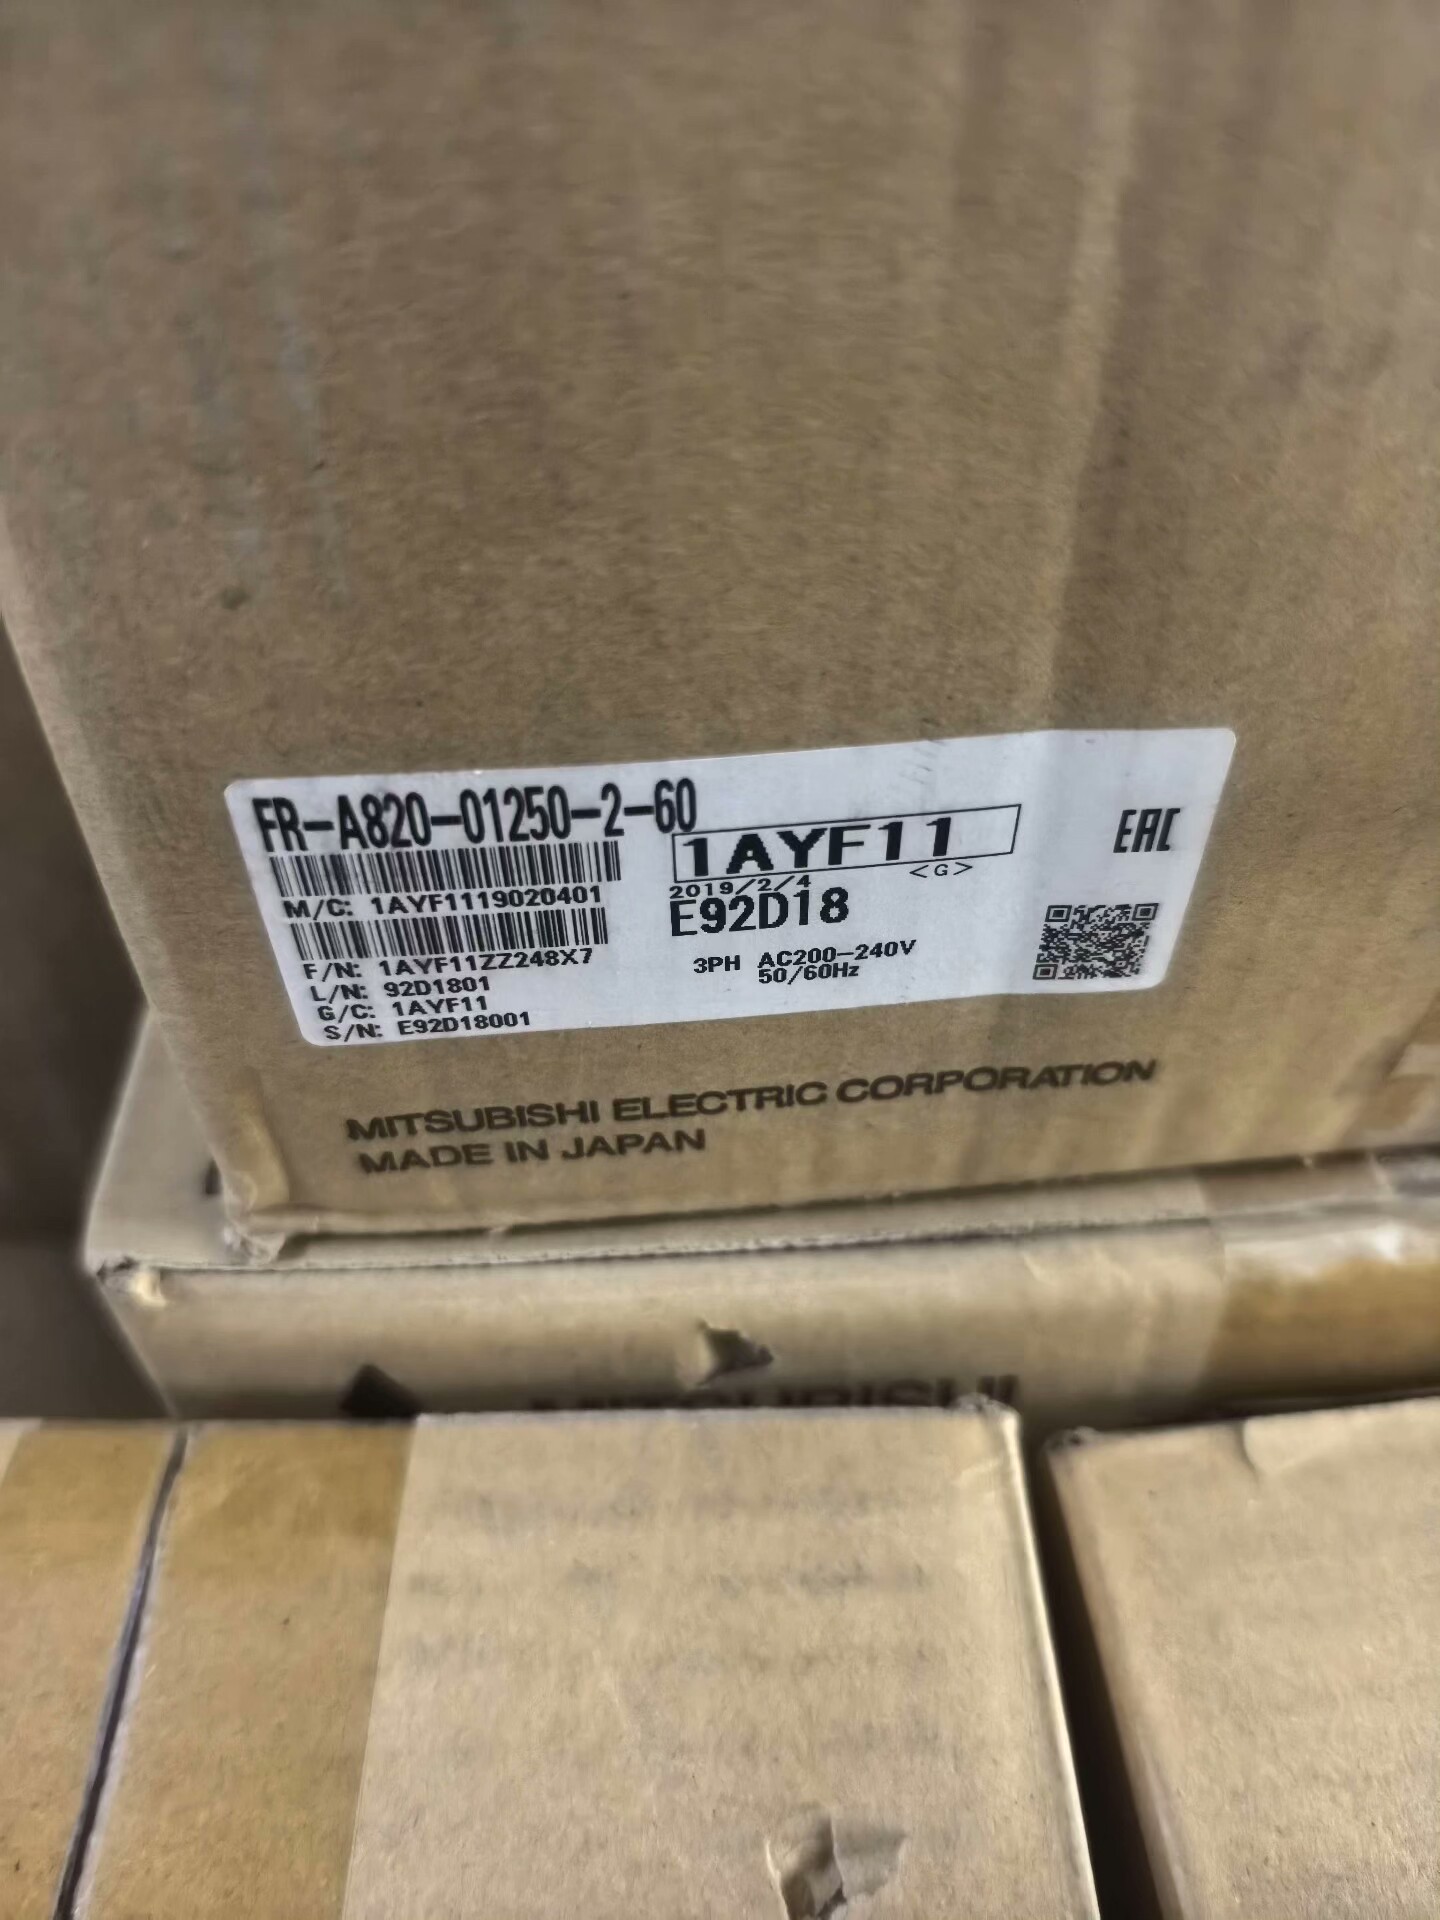 FR-A820-01250-2-60
1AYF11
<G>
EAC
M/C: 1AYF1119020401
2019/2/4
E92D18
F/N: 1AYF11ZZ248X7
L/N: 92D1801
G/C: 1AYF11
S/N: E92D18001
3PH AC200-240V
50/60Hz
MITSUBISHI ELECTRIC CORPORATION
MADE IN JAPAN
MITSUBISHI